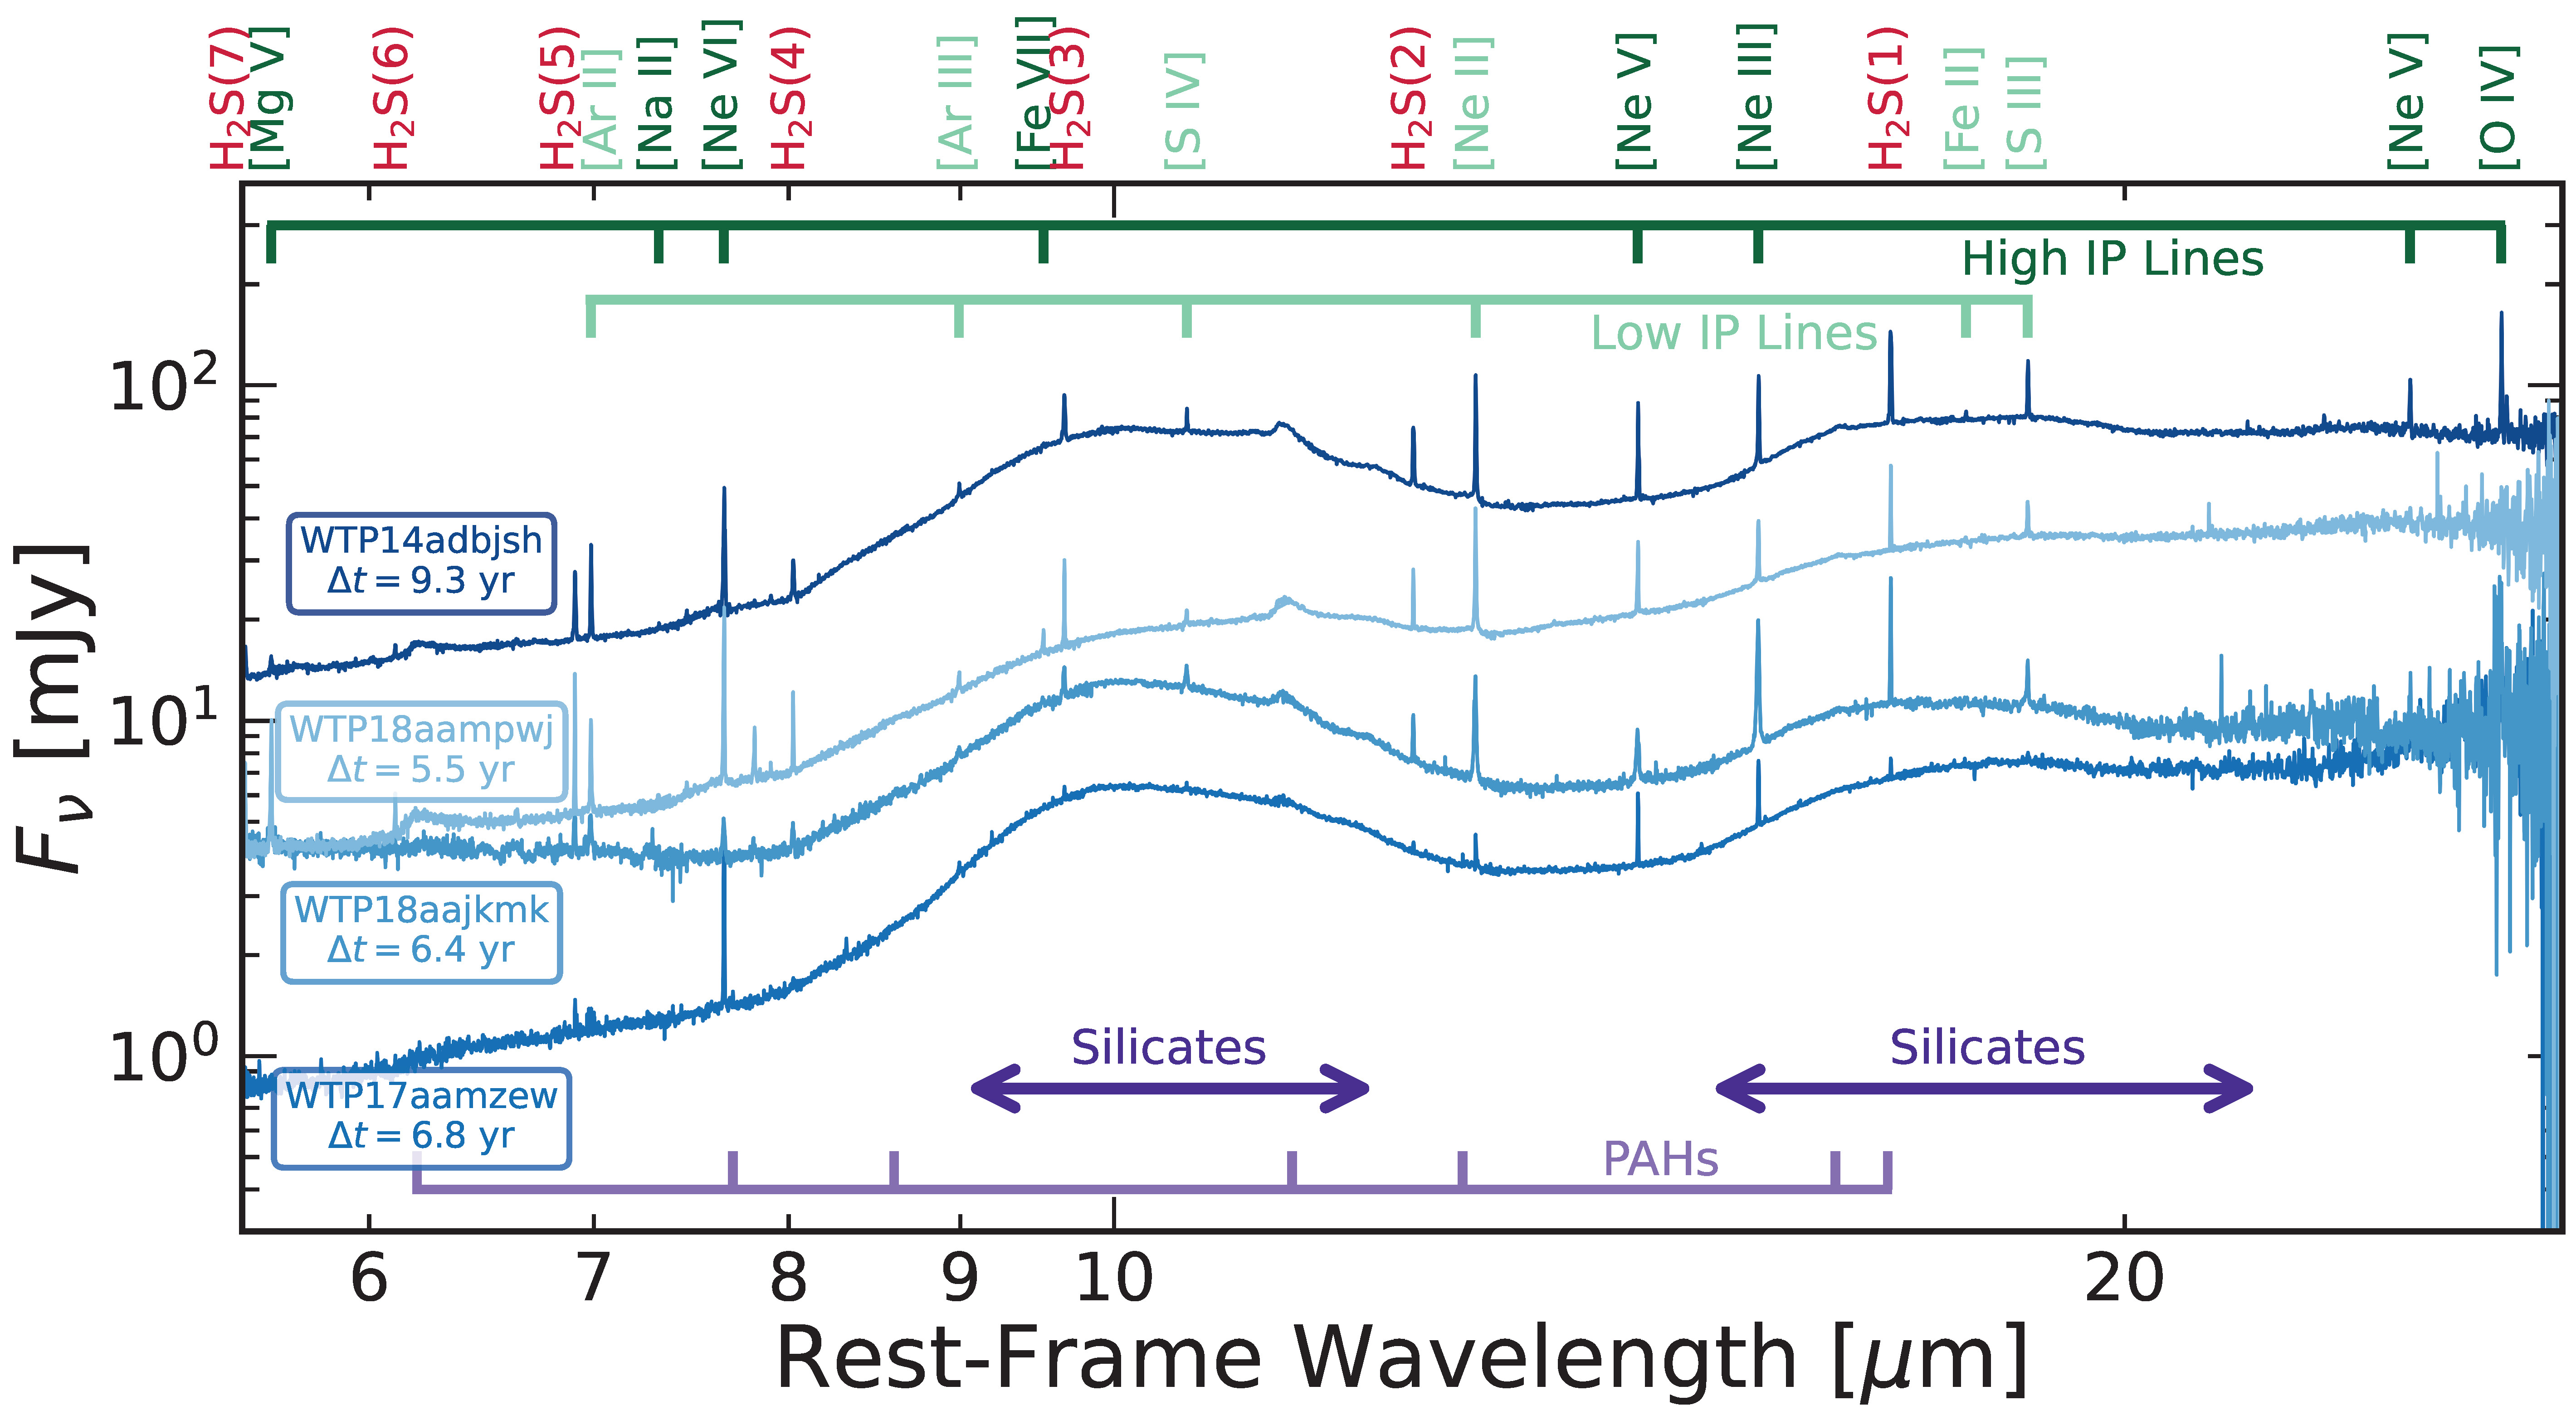 H₂S(7)
[Mg V]
H₂S(6)
H₂S(5)
[Ar II]
[Na II]
[Ne VI]
H₂S(4)
[Ar III]
[Fe VII]
H₂S(3)
[S IV]
H₂S(2)
[Ne II]
[Ne V]
[Ne III]
H₂S(1)
[Fe II]
[S III]
[Ne V]
[O IV]
High IP Lines
Low IP Lines
10²
10¹
10⁰
F_ν [mJy]
WTP14adbjsh
Δt = 9.3 yr
WTP18aampwj
Δt = 5.5 yr
WTP18aajkmk
Δt = 6.4 yr
WTP17aamzew
Δt = 6.8 yr
Silicates
Silicates
PAHs
6
7
8
9
10
20
Rest-Frame Wavelength [μm]